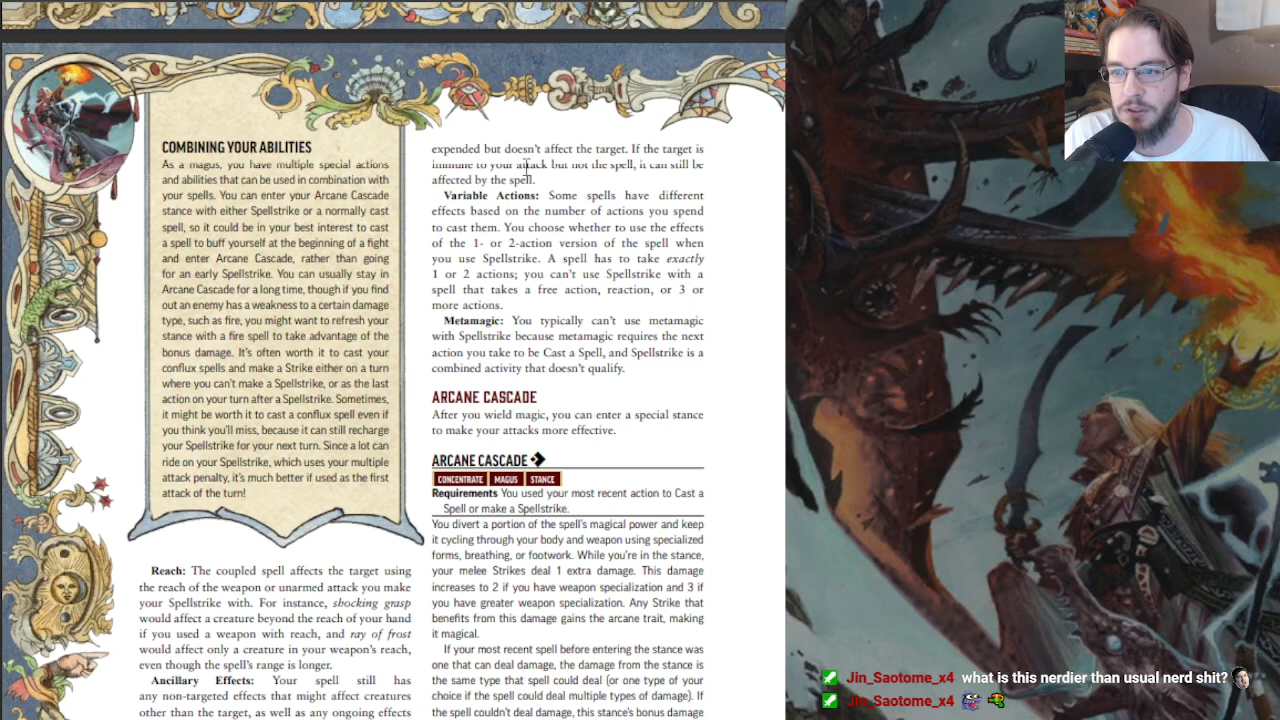 COMBINING YOUR ABILITIES
As a magus, you have multiple special actions
and abilities that can be used in combination with
your spells. You can enter your Arcane Cascade
stance with either Spellstrike or a normally cast
spell, so it could be in your best interest to cast
a spell to buff yourself at the beginning of a fight
and enter Arcane Cascade, rather than going
for an early Spellstrike. You can usually stay in
Arcane Cascade for a long time, though if you find
out an enemy has a weakness to a certain damage
type, such as fire, you might want to refresh your
stance with a fire spell to take advantage of the
bonus damage. It's often worth it to cast your
conflux spells and make a Strike either on a turn
where you can't make a Spellstrike, or as the last
action on your turn after a Spellstrike. Sometimes,
it might be worth it to cast a conflux spell even if
you think you'll miss, because it can still recharge
your Spellstrike for your next turn. Since a lot can
ride on your Spellstrike, which uses your multiple
attack penalty, it's much better if used as the first
attack of the turn!
Reach: The coupled spell affects the target using
the reach of the weapon or unarmed attack you make
your Spellstrike with. For instance, shocking grasp
would affect a creature beyond the reach of your hand
if you used a weapon with reach, and ray of frost
would affect only a creature in your weapon's reach,
even though the spell's range is longer.
Ancillary Effects: Your spell still has
any non-targeted effects that might affect creatures
other than the target, as well as any ongoing effects
expended but doesn't affect the target. If the target is
immune to your attack but not the spell, it can still be
affected by the spell.
Variable Actions: Some spells have different
effects based on the number of actions you spend
to cast them. You choose whether to use the effects
of the 1- or 2-action version of the spell when
you use Spellstrike. A spell has to take exactly
1 or 2 actions; you can't use Spellstrike with a
spell that takes a free action, reaction, or 3 or
more actions.
Metamagic: You typically can't use metamagic
with Spellstrike because metamagic requires the next
action you take to be Cast a Spell, and Spellstrike is a
combined activity that doesn't qualify.
ARCANE CASCADE
After you wield magic, you can enter a special stance
to make your attacks more effective.
ARCANE CASCADE
CONCENTRATE MAGUS STANCE
Requirements You used your most recent action to Cast a
Spell or make a Spellstrike.
You divert a portion of the spell's magical power and keep
it cycling through your body and weapon using specialized
forms, breathing, or footwork. While you're in the stance,
your melee Strikes deal 1 extra damage. This damage
increases to 2 if you have weapon specialization and 3 if
you have greater weapon specialization. Any Strike that
benefits from this damage gains the arcane trait, making
it magical.
If your most recent spell before entering the stance was
one that can deal damage, the damage from the stance is
the same type that spell could deal (or one type of your
choice if the spell could deal multiple types of damage). If
the spell couldn't deal damage, this stance's bonus damage
Jin_Saotome_x4 what is this nerdier than usual nerd shit?
Jin_Saotome_x4